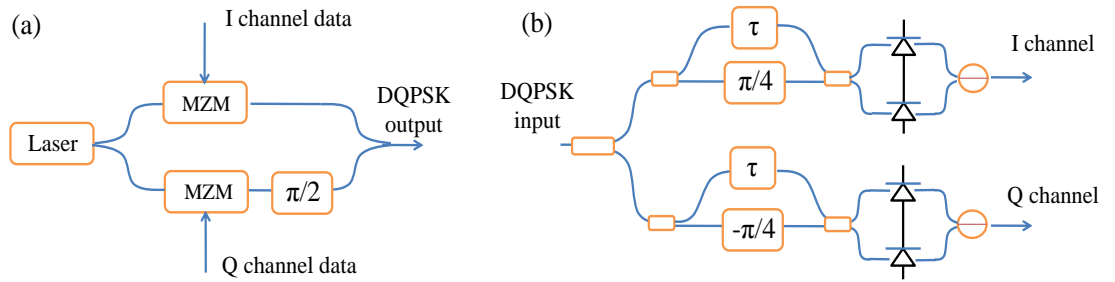 (a)
I channel data
MZM
Laser
DQPSK
output
MZM
π/2
Q channel data
(b)
τ
π/4
I channel
DQPSK
input
τ
-π/4
Q channel